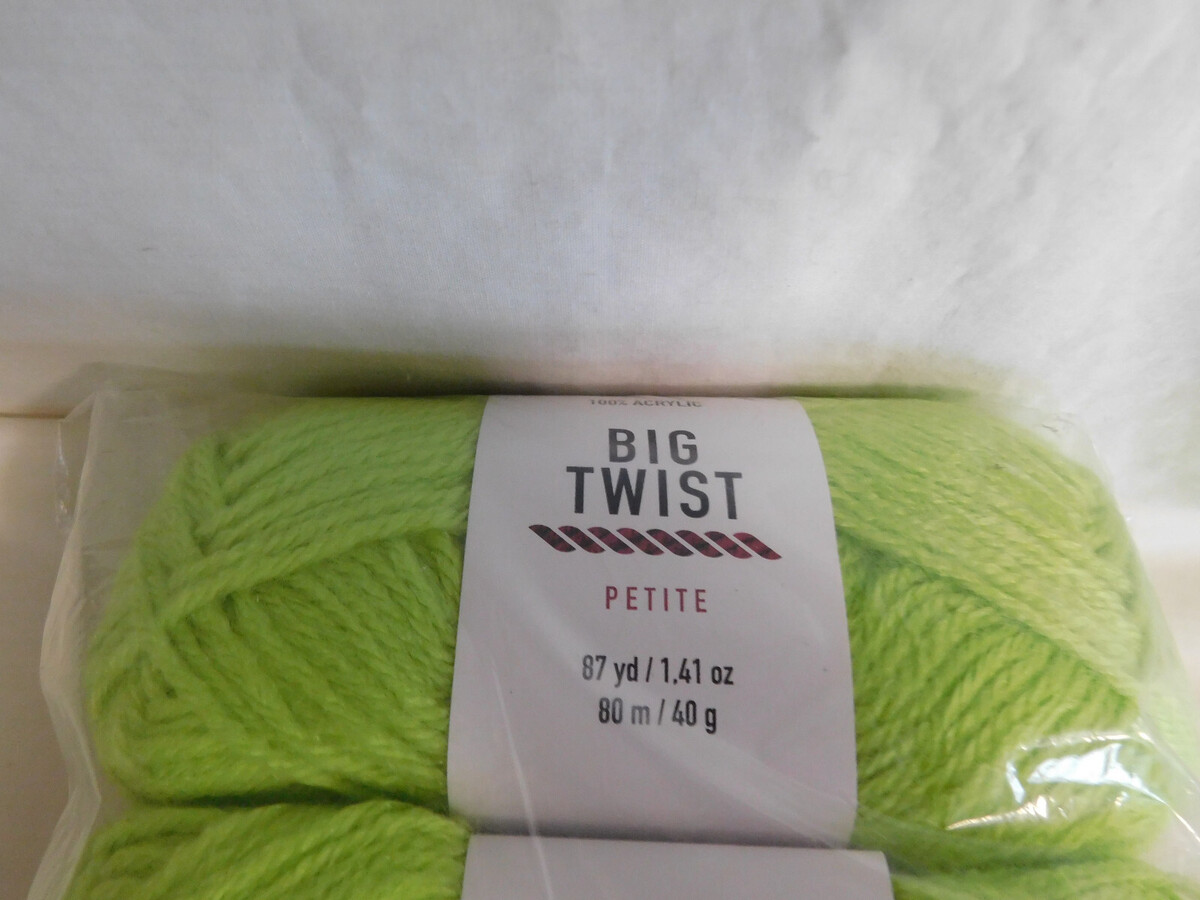 100% ACRYLIC
BIG
TWIST
PETITE
87 yd / 1,41 oz
80 m / 40 g